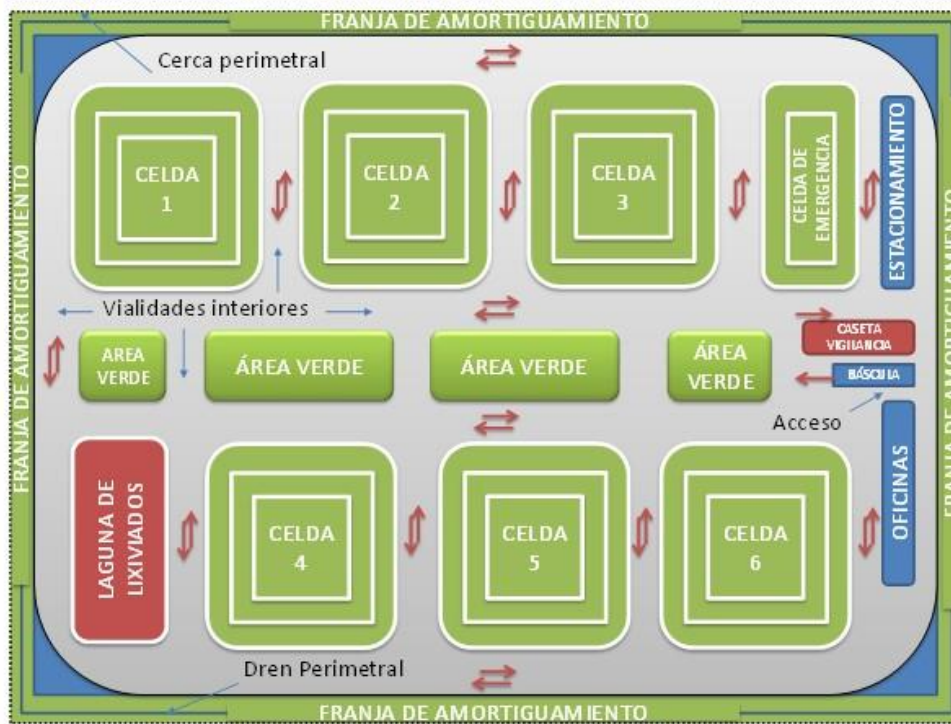 FRANJA DE AMORTIGUAMIENTO
Cerca perimetral
CELDA
1
CELDA
2
CELDA
3
CELDA DE
EMERGENCIA
ESTACIONAMIENTO
FRANJA DE AMORTIGUAMIENTO
FRANJA DE AMORTIGUAMIENTO
Vialidades interiores
AREA
VERDE
ÁREA VERDE
ÁREA VERDE
ÁREA
VERDE
CASETA
VIGILANCIA
BÁSCULA
Acceso
LAGUNA DE
LIXIVIADOS
CELDA
4
CELDA
5
CELDA
6
OFICINAS
Dren Perimetral
FRANJA DE AMORTIGUAMIENTO